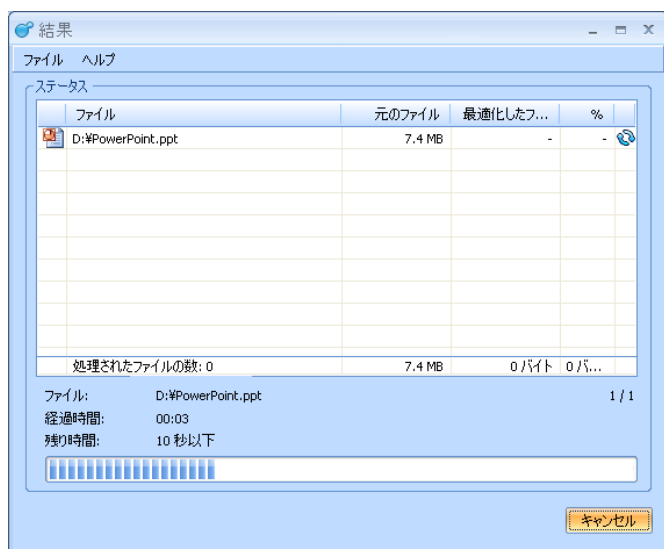 結果
ファイル ヘルプ
ステータス
ファイル 元のファイル 最適化したフ... %
D:¥PowerPoint.ppt 7.4 MB - -
処理されたファイルの数: 0 7.4 MB 0 バイト 0 バ...
ファイル: D:¥PowerPoint.ppt 1 / 1
経過時間: 00:03
残り時間: 10 秒以下
キャンセル